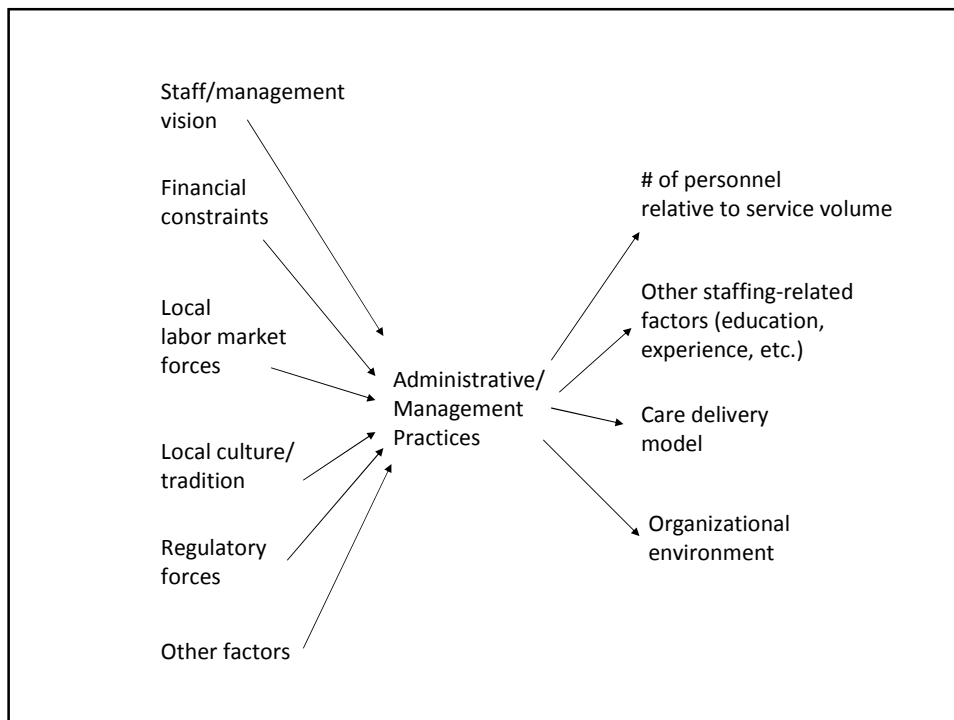 Staff/management
vision
Financial
constraints
Local
labor market
forces
Local culture/
tradition
Regulatory
forces
Other factors
Administrative/
Management
Practices
# of personnel
relative to service volume
Other staffing-related
factors (education,
experience, etc.)
Care delivery
model
Organizational
environment